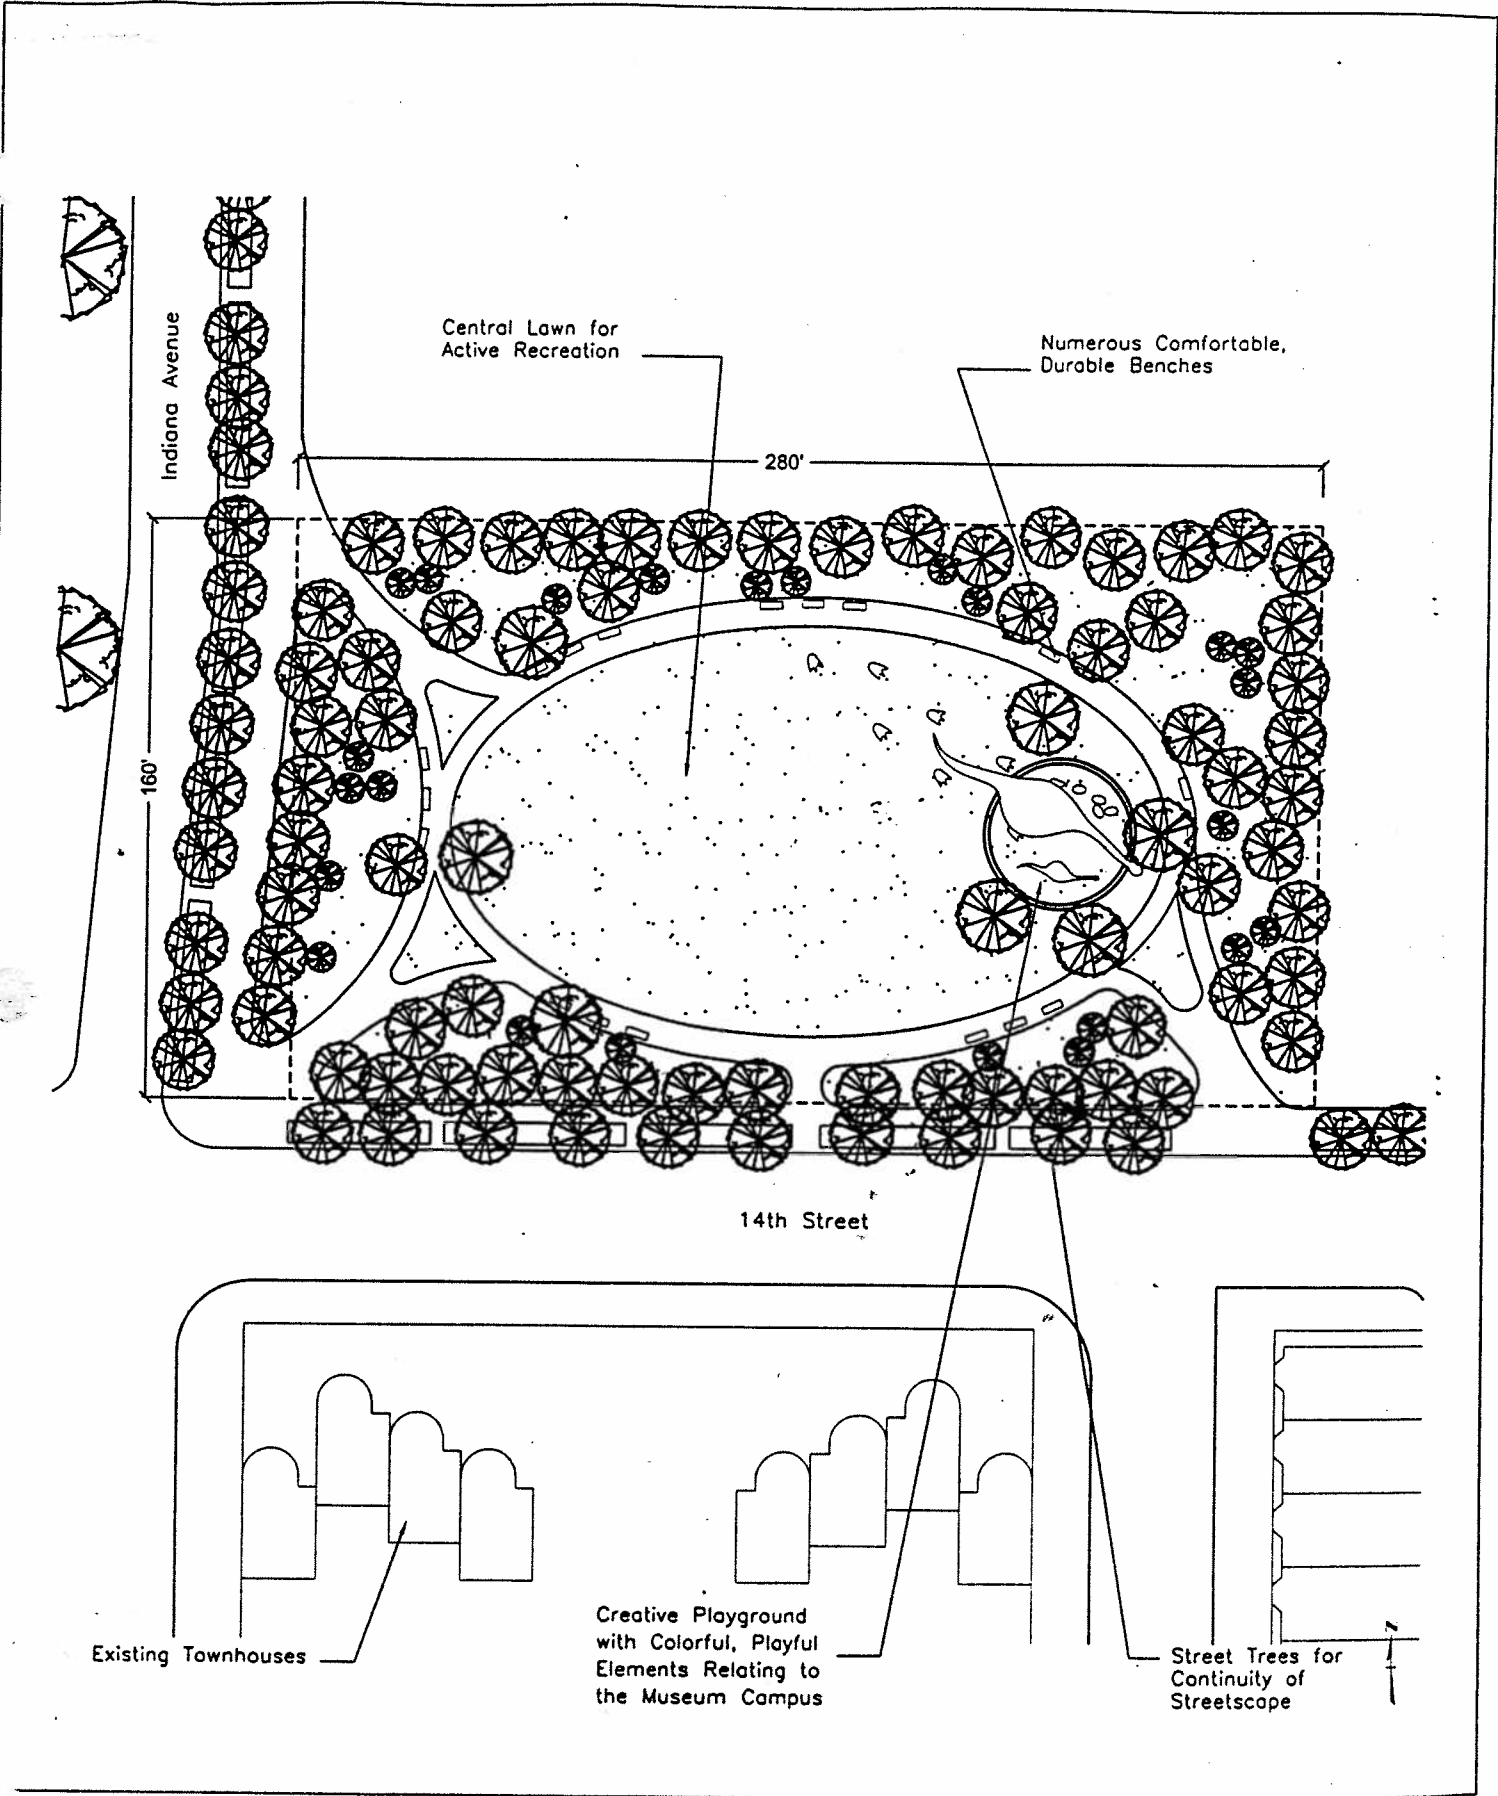 Central Lawn for
Active Recreation
Numerous Comfortable,
Durable Benches
Indiana Avenue
280'
160'
14th Street
Existing Townhouses
Creative Playground
with Colorful, Playful
Elements Relating to
the Museum Campus
Street Trees for
Continuity of
Streetscape
N